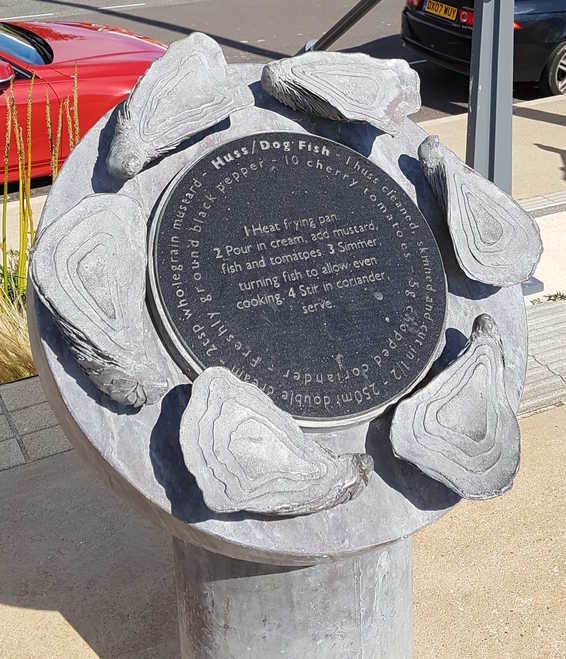 Huss/Dog Fish - 1 huss cleaned, skinned and cut in 1/2 - 250ml double cream - 2tsp wholegrain mustard -
Freshly ground black pepper - 10 cherry tomatoes - 5g chopped coriander -
1 Heat frying pan.
2 Pour in cream, add mustard,
fish and tomatoes. 3 Simmer,
turning fish to allow even
cooking. 4 Stir in coriander,
serve.